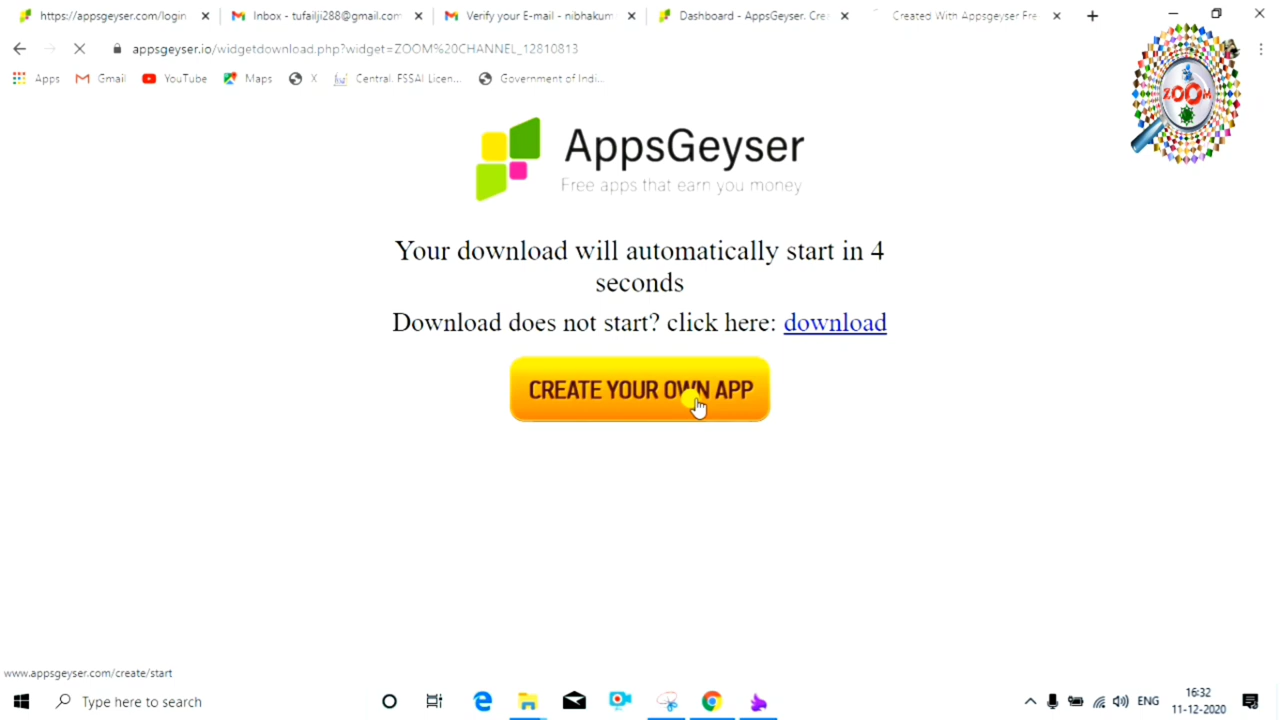 https://appsgeyser.com/login
Inbox - tufailji288@gmail.com
Verify your E-mail - nibhakum
Dashboard - AppsGeyser. Cre
Created With Appsgeyser Fre
appsgeyser.io/widgetdownload.php?widget=ZOOM%20CHANNEL_12810813
Apps
Gmail
YouTube
Maps
X
Central. FSSAI Licen...
Government of Indi...
ZOOM
AppsGeyser
Free apps that earn you money
Your download will automatically start in 4
seconds
Download does not start? click here: download
CREATE YOUR OWN APP
www.appsgeyser.com/create/start
Type here to search
ENG
16:32
11-12-2020